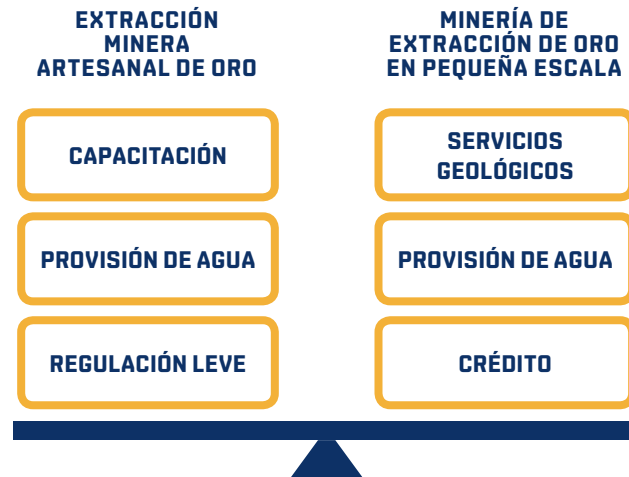 EXTRACCIÓN
MINERA
ARTESANAL DE ORO
CAPACITACIÓN
PROVISIÓN DE AGUA
REGULACIÓN LEVE
MINERÍA DE
EXTRACCIÓN DE ORO
EN PEQUEÑA ESCALA
SERVICIOS
GEOLÓGICOS
PROVISIÓN DE AGUA
CRÉDITO